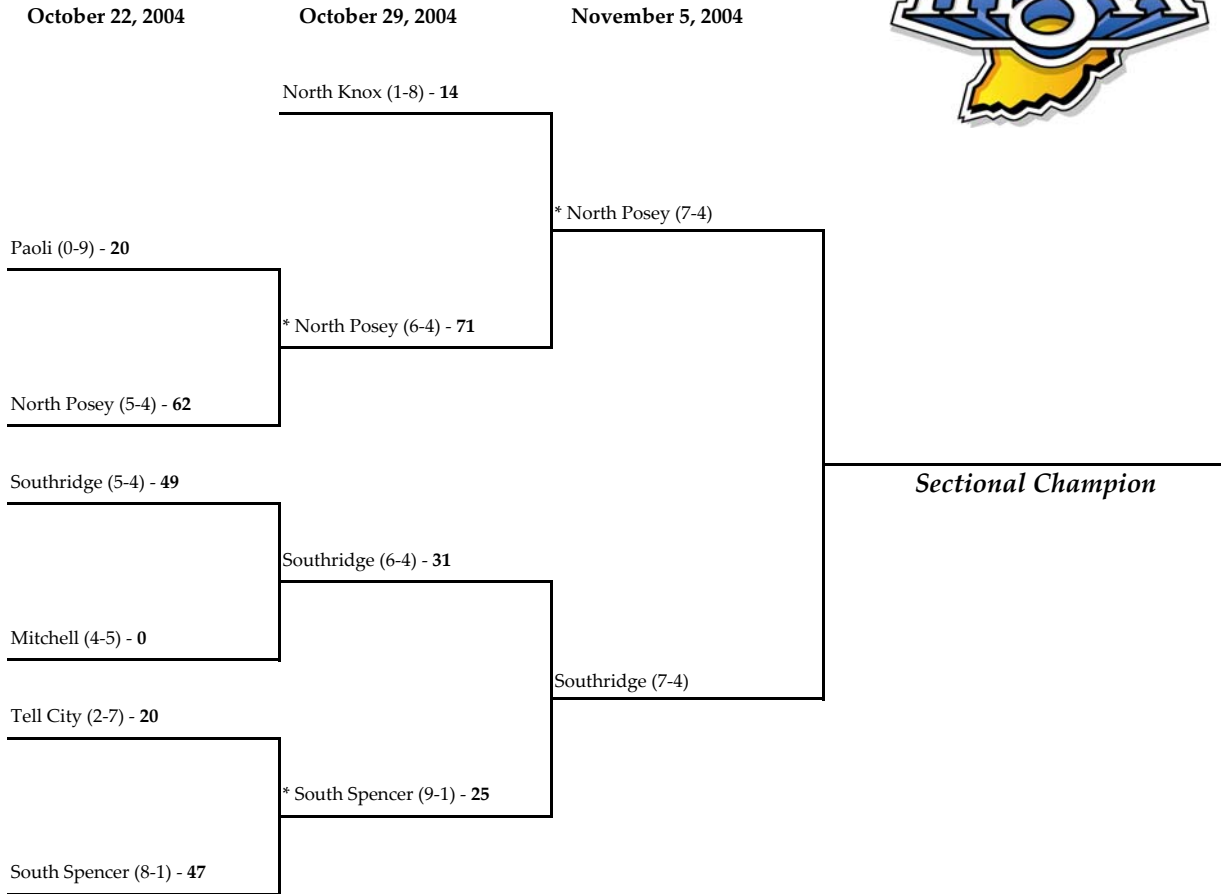 October 22, 2004 October 29, 2004 November 5, 2004
North Knox (1-8) - 14
* North Posey (7-4)
Paoli (0-9) - 20
* North Posey (6-4) - 71
North Posey (5-4) - 62
Southridge (5-4) - 49
Sectional Champion
Southridge (6-4) - 31
Mitchell (4-5) - 0
Southridge (7-4)
Tell City (2-7) - 20
* South Spencer (9-1) - 25
South Spencer (8-1) - 47